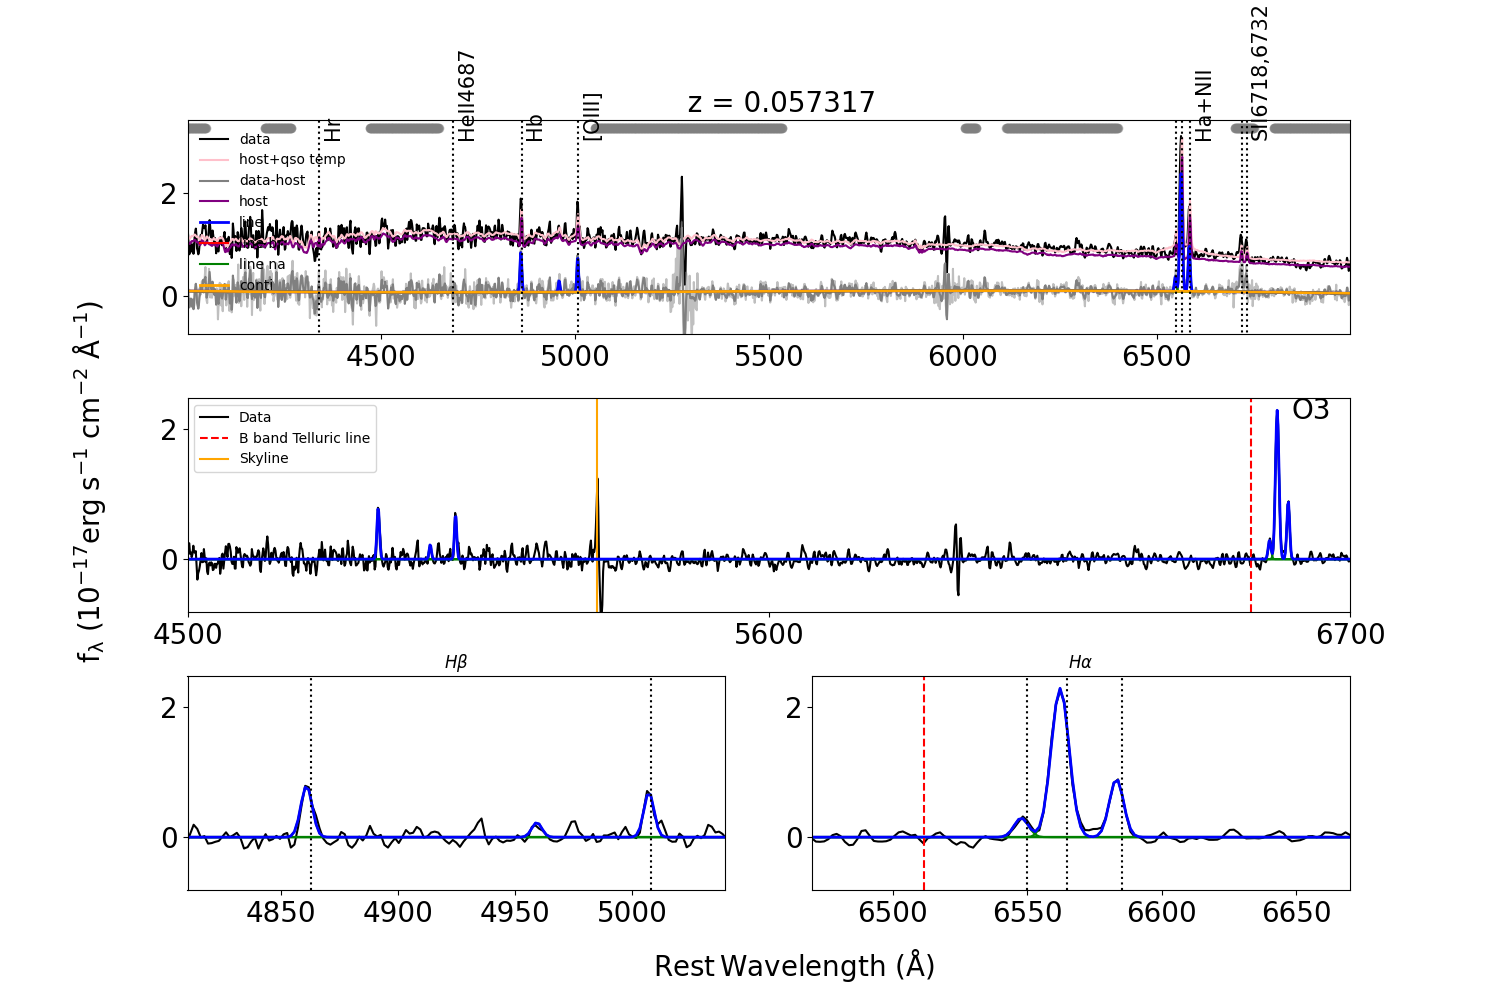 z = 0.057317
Hr
HeII4687
Hb
[OIII]
Ha+NII
SII6718,6732
data
host+qso temp
data-host
host
line
line na
conti
2
0
4500
5000
5500
6000
6500
Data
B band Telluric line
Skyline
O3
2
0
4500
5600
6700
fλ (10⁻¹⁷erg s⁻¹ cm⁻² Å⁻¹)
Hβ
2
0
4850
4900
4950
5000
Hα
2
0
6500
6550
6600
6650
Rest Wavelength (Å)